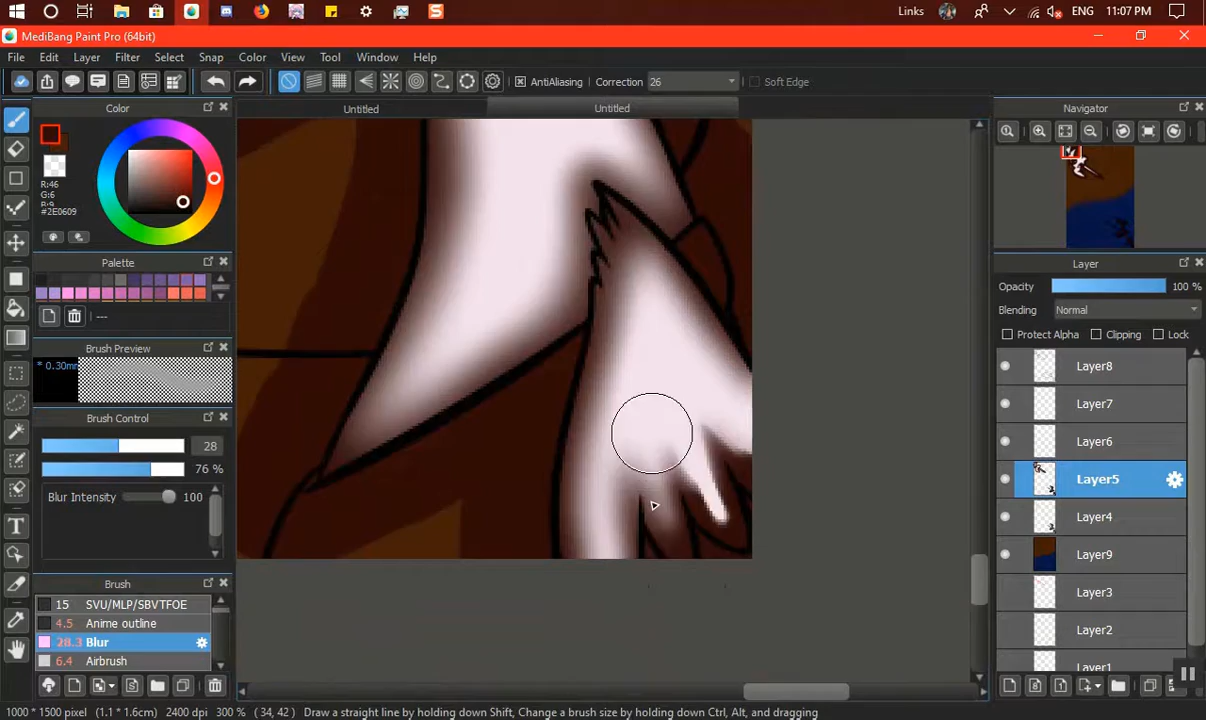 Links
ENG
11:07 PM
MediBang Paint Pro (64bit)
File Edit Layer Filter Select Snap Color View Tool Window Help
AntiAliasing Correction 26 Soft Edge
Color
Untitled
Untitled
Navigator
R:46
G:6
B:9
#2E0609
Palette
---
Layer
Opacity 100 %
Blending Normal
Protect Alpha Clipping Lock
Brush Preview
* 0.30mm
Layer8
Layer7
Brush Control
28
76 %
Layer6
Blur Intensity 100
Layer5
Layer4
Layer9
Brush
Layer3
15 SVU/MLP/SBVTFOE
4.5 Anime outline
28.3 Blur
Layer2
6.4 Airbrush
Layer1
1000 * 1500 pixel (1.1 * 1.6cm) 2400 dpi 300 % ( 34, 42 ) Draw a straight line by holding down Shift, Change a brush size by holding down Ctrl, Alt, and dragging